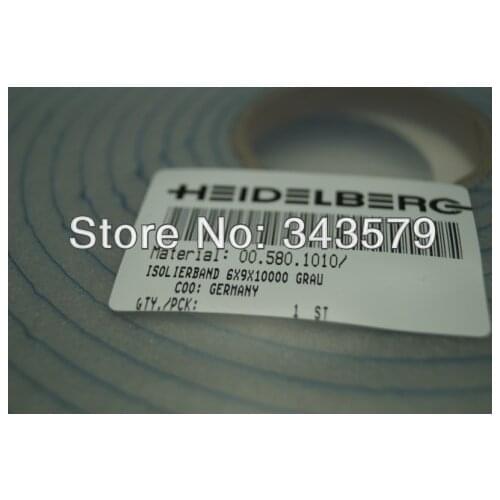 HEIDELBERG
Store No: 343579
Material: 00.580.1010/
ISOLIERBAND 6X9X10000 GRAU
COO: GERMANY
QTY./PCK: 1 ST